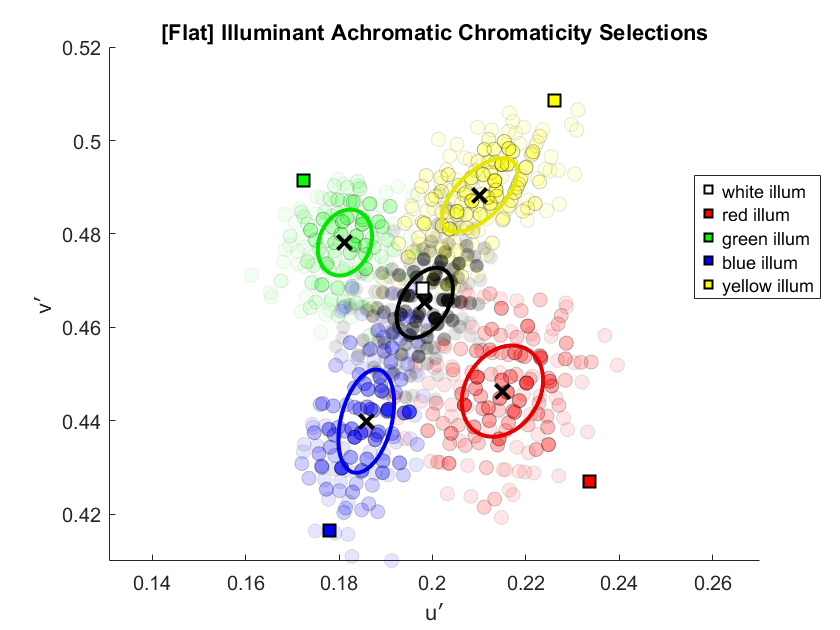 [Flat] Illuminant Achromatic Chromaticity Selections
0.52
0.5
0.48
0.46
0.44
0.42
v′
0.14 0.16 0.18 0.2 0.22 0.24 0.26
u′
white illum
red illum
green illum
blue illum
yellow illum